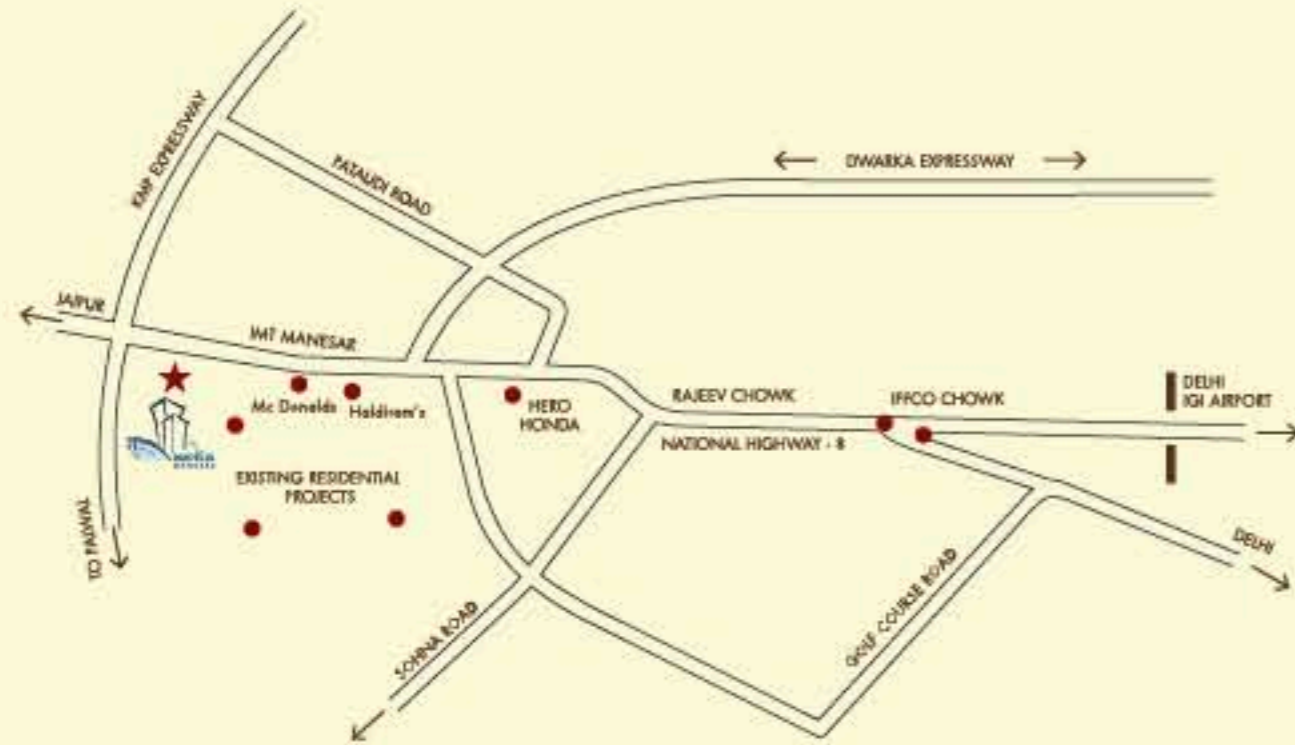 KMP EXPRESSWAY
PATAUDI ROAD
DWARKA EXPRESSWAY
JAIPUR
IMT MANESAR
Mc Donalds
Haldiram's
HERO
HONDA
RAJEEV CHOWK
IFFCO CHOWK
DELHI
IGI AIRPORT
NATIONAL HIGHWAY - 8
EXISTING RESIDENTIAL
PROJECTS
TO PALWAL
SOHNA ROAD
GOLF COURSE ROAD
DELHI